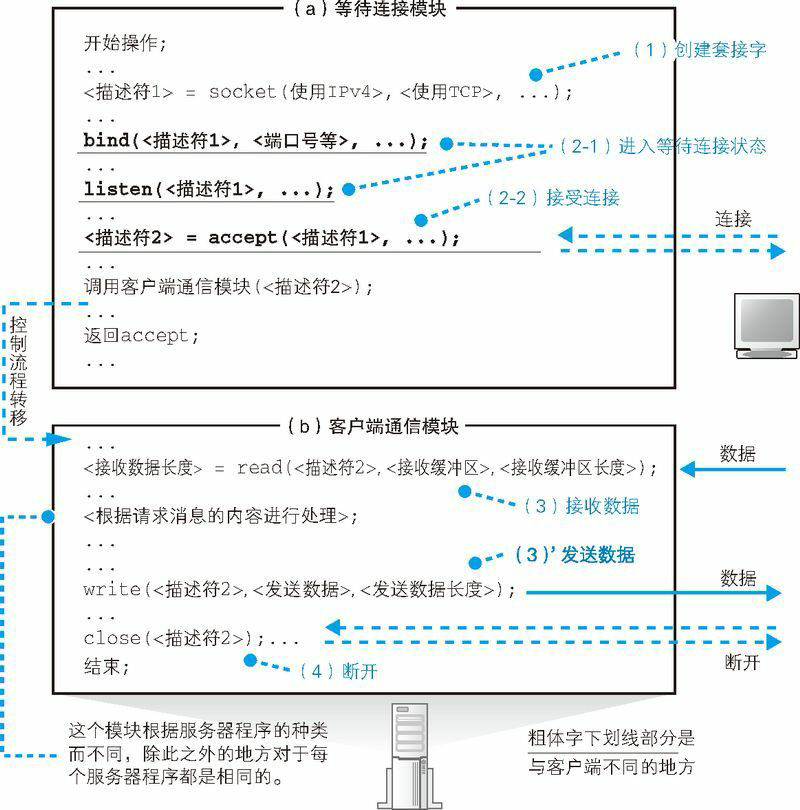 (a)等待连接模块
开始操作;
...
(1)创建套接字
<描述符1> = socket(使用IPv4>,<使用TCP>, ...);
...
bind(<描述符1>, <端口号等>, ...);
(2-1)进入等待连接状态
...
listen(<描述符1>, ...);
(2-2)接受连接
...
连接
<描述符2> = accept(<描述符1>, ...);
...
调用客户端通信模块(<描述符2>);
...
返回accept;
...
控制流程转移
(b)客户端通信模块
...
数据
<接收数据长度> = read(<描述符2>,<接收缓冲区>,<接收缓冲区长度>);
...
(3)接收数据
<根据请求消息的内容进行处理>;
...
...
(3)’发送数据
数据
write(<描述符2>,<发送数据>,<发送数据长度>);
...
close(<描述符2>);...
断开
结束;
(4)断开
这个模块根据服务器程序的种类
而不同，除此之外的地方对于每
个服务器程序都是相同的。
粗体字下划线部分是
与客户端不同的地方